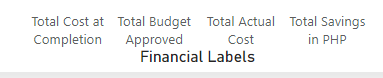 Total Cost at Completion
Total Budget Approved
Total Actual Cost
Total Savings in PHP
Financial Labels